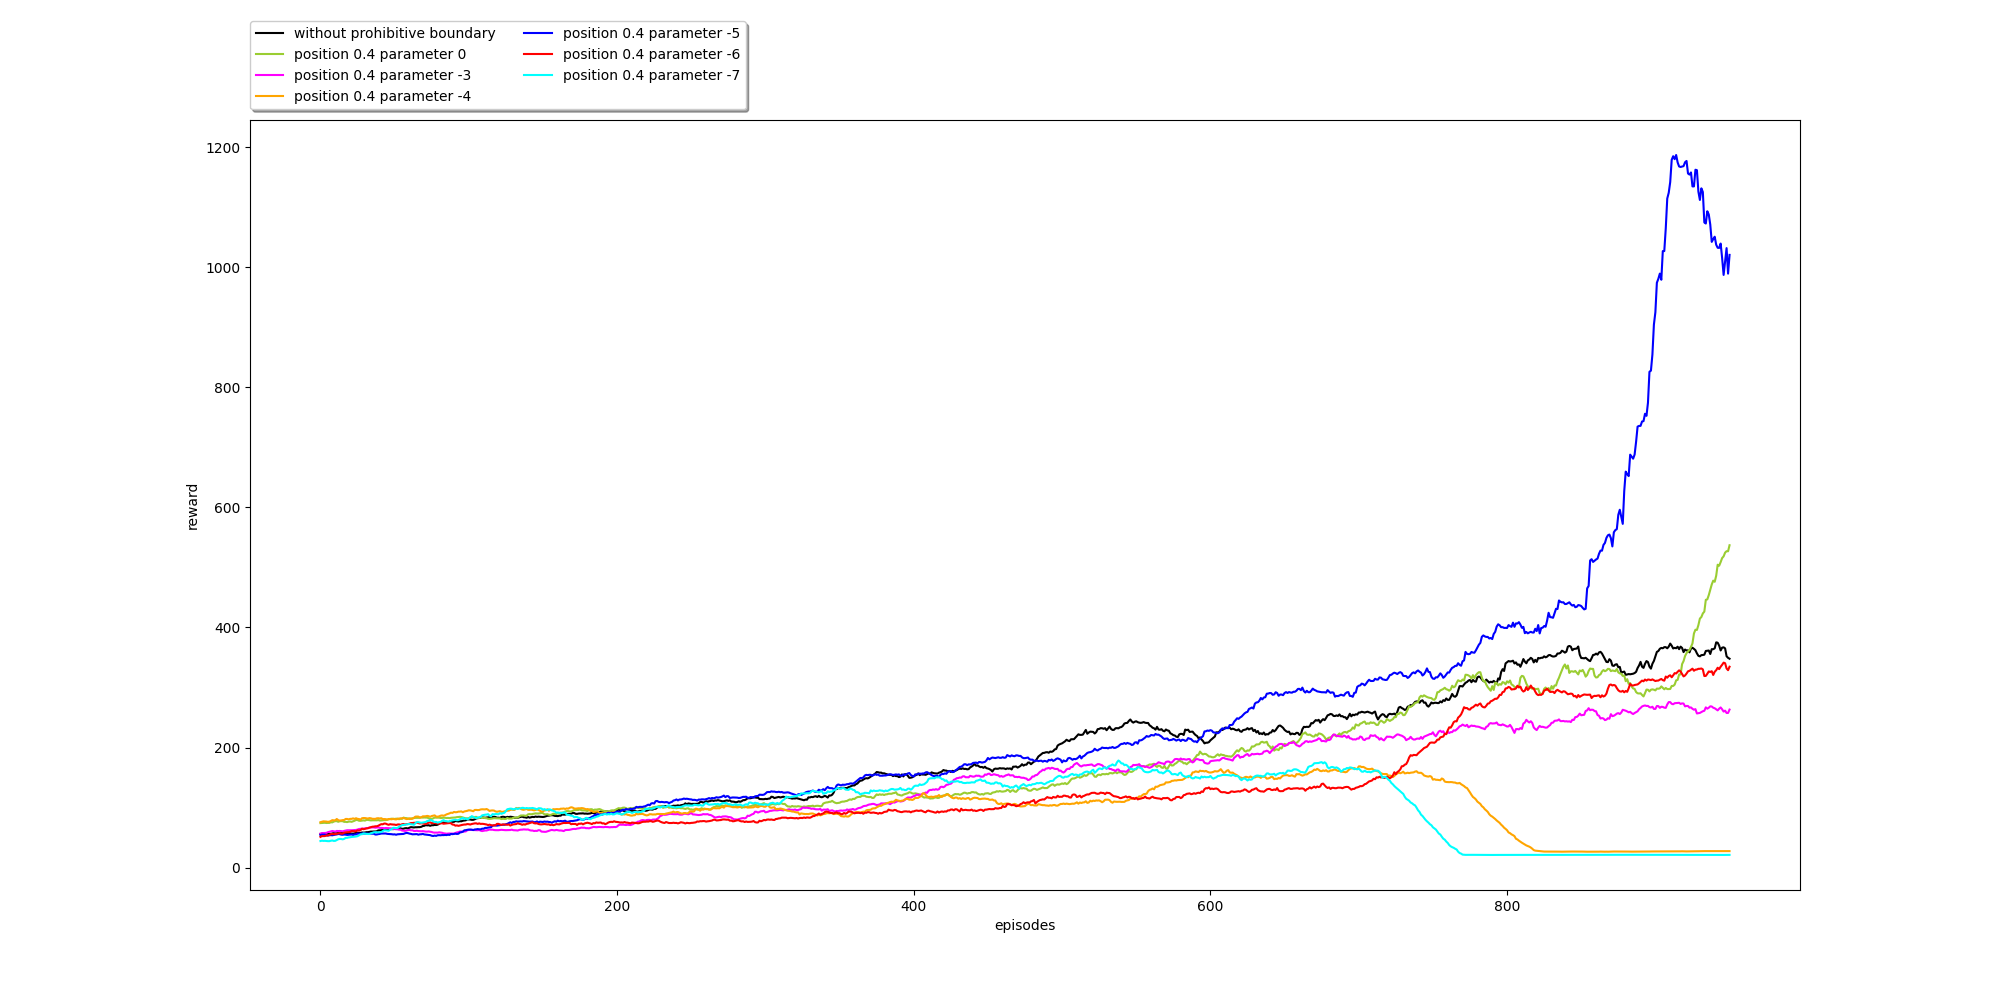 without prohibitive boundary
position 0.4 parameter 0
position 0.4 parameter -3
position 0.4 parameter -4
position 0.4 parameter -5
position 0.4 parameter -6
position 0.4 parameter -7
1200
1000
800
600
400
200
0
reward
0 200 400 600 800
episodes